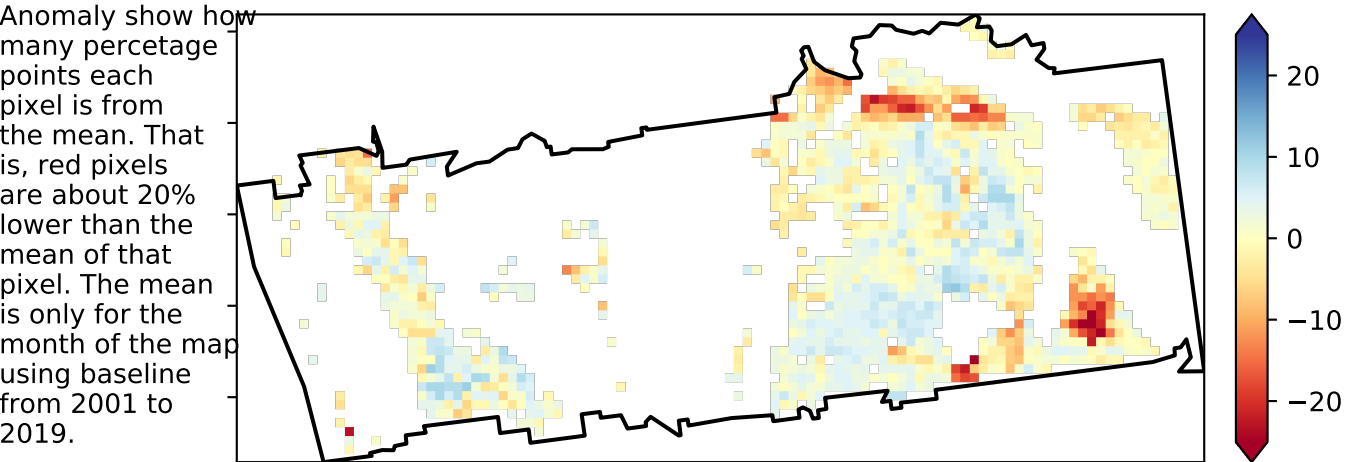 Anomaly show how
many percetage
points each
pixel is from
the mean. That
is, red pixels
are about 20%
lower than the
mean of that
pixel. The mean
is only for the
month of the map
using baseline
from 2001 to
2019.
20
10
0
−10
−20